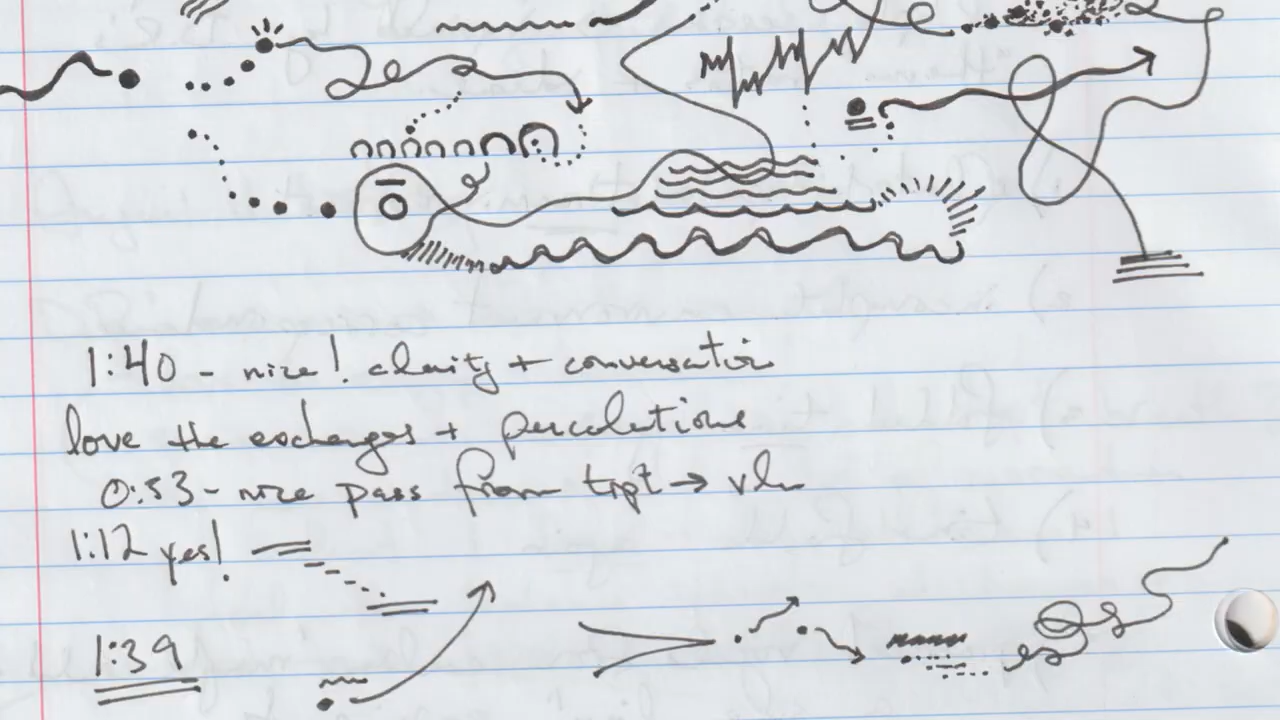 1:40 - nice! clarity + conversation
love the exchanges + percolations
0:53 - nice pass from trpt → vln
1:12 yes!
1:39